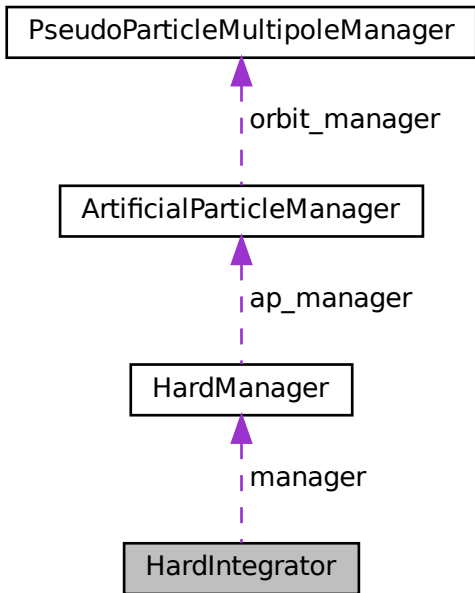 PseudoParticleMultipoleManager
orbit_manager
ArtificialParticleManager
ap_manager
HardManager
manager
HardIntegrator